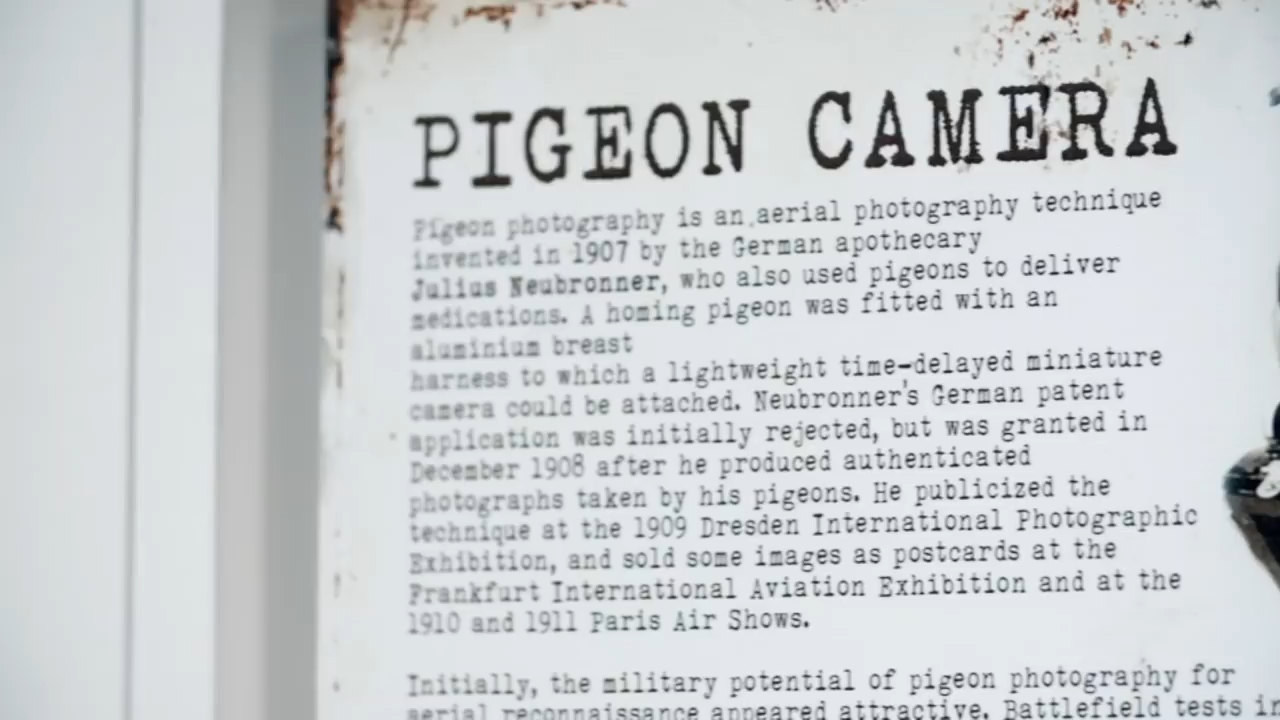 PIGEON CAMERA
Pigeon photography is an aerial photography technique
invented in 1907 by the German apothecary
Julius Neubronner, who also used pigeons to deliver
medications. A homing pigeon was fitted with an
aluminium breast
harness to which a lightweight time-delayed miniature
camera could be attached. Neubronner's German patent
application was initially rejected, but was granted in
December 1908 after he produced authenticated
photographs taken by his pigeons. He publicized the
technique at the 1909 Dresden International Photographic
Exhibition, and sold some images as postcards at the
Frankfurt International Aviation Exhibition and at the
1910 and 1911 Paris Air Shows.
Initially, the military potential of pigeon photography for
aerial reconnaissance appeared attractive. Battlefield tests in